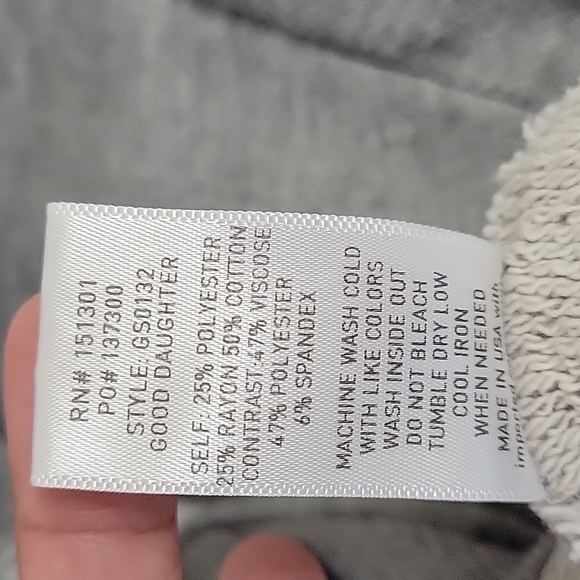 RN# 151301
PO# 137300
STYLE. GS0132
GOOD DAUGHTER
SELF: 25% POLYESTER
25% RAYON 50% COTTON
CONTRAST:47% VISCOSE
47% POLYESTER
6% SPANDEX
MACHINE WASH COLD
WITH LIKE COLORS
WASH INSIDE OUT
DO NOT BLEACH
TUMBLE DRY LOW
COOL IRON
WHEN NEEDED
MADE IN USA with
imported